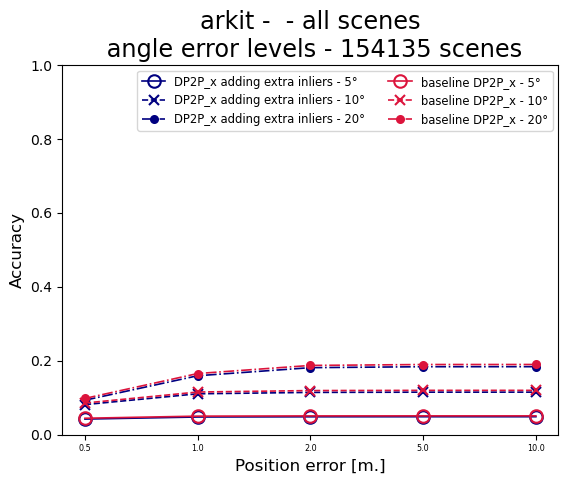 arkit -  - all scenes
angle error levels - 154135 scenes
DP2P_x adding extra inliers - 5°
DP2P_x adding extra inliers - 10°
DP2P_x adding extra inliers - 20°
baseline DP2P_x - 5°
baseline DP2P_x - 10°
baseline DP2P_x - 20°
Accuracy
1.0
0.8
0.6
0.4
0.2
0.0
0.5 1.0 2.0 5.0 10.0
Position error [m.]